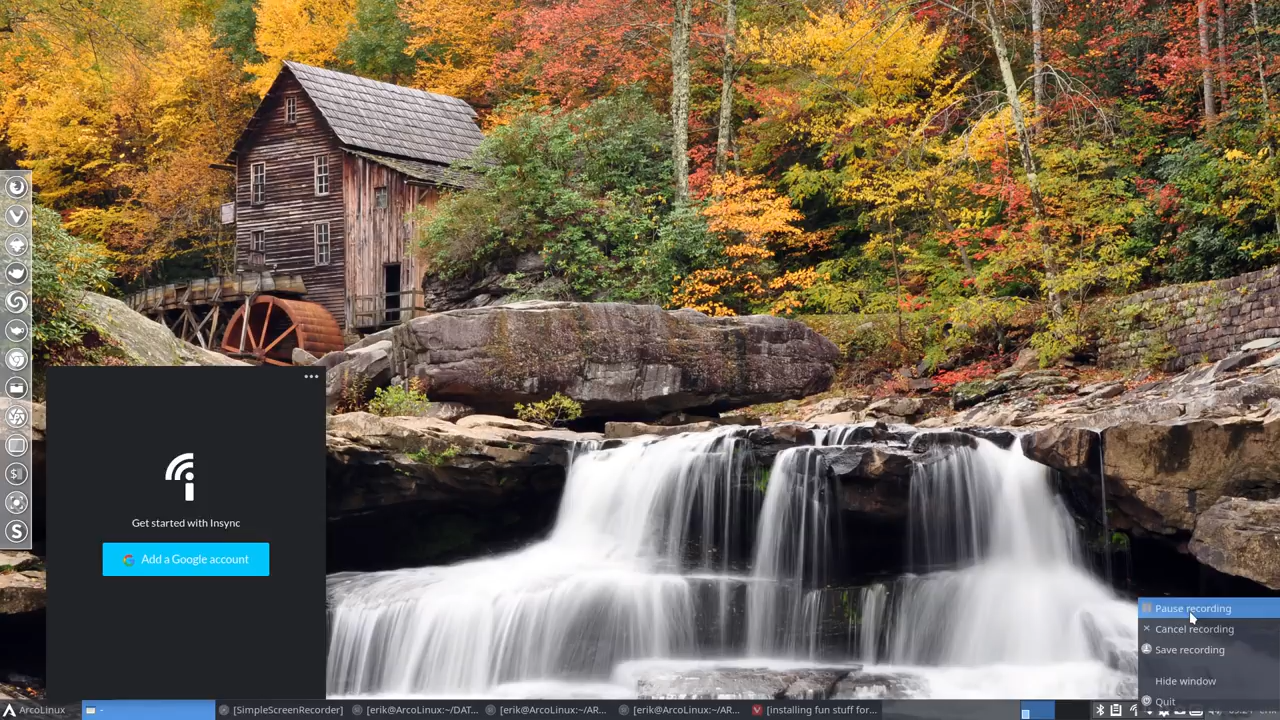 Get started with Insync
Add a Google account
Pause recording
Cancel recording
Save recording
Hide window
Quit
ArcoLinux
-
[SimpleScreenRecorder]
[erik@ArcoLinux:~/DAT...
[erik@ArcoLinux:~/AR...
[erik@ArcoLinux:~/AR...
[installing fun stuff for...